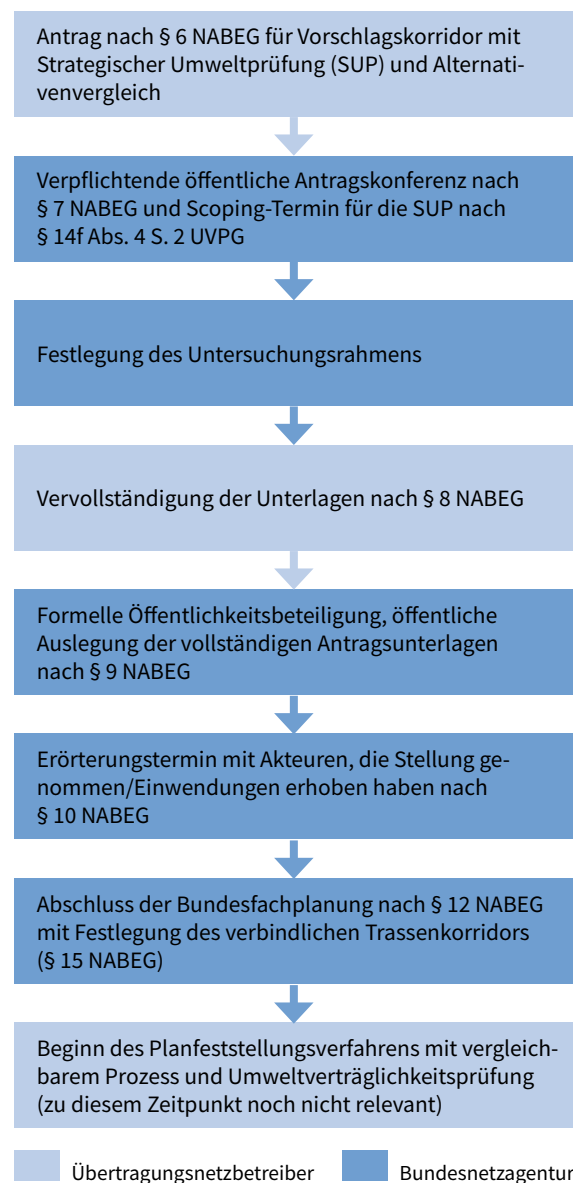 Antrag nach § 6 NABEG für Vorschlagskorridor mit
Strategischer Umweltprüfung (SUP) und Alternati-
venvergleich
Verpflichtende öffentliche Antragskonferenz nach
§ 7 NABEG und Scoping-Termin für die SUP nach
§ 14f Abs. 4 S. 2 UVPG
Festlegung des Untersuchungsrahmens
Vervollständigung der Unterlagen nach § 8 NABEG
Formelle Öffentlichkeitsbeteiligung, öffentliche
Auslegung der vollständigen Antragsunterlagen
nach § 9 NABEG
Erörterungstermin mit Akteuren, die Stellung ge-
nommen/Einwendungen erhoben haben nach
§ 10 NABEG
Abschluss der Bundesfachplanung nach § 12 NABEG
mit Festlegung des verbindlichen Trassenkorridors
(§ 15 NABEG)
Beginn des Planfeststellungsverfahrens mit vergleich-
barem Prozess und Umweltverträglichkeitsprüfung
(zu diesem Zeitpunkt noch nicht relevant)
Übertragungsnetzbetreiber Bundesnetzagentur